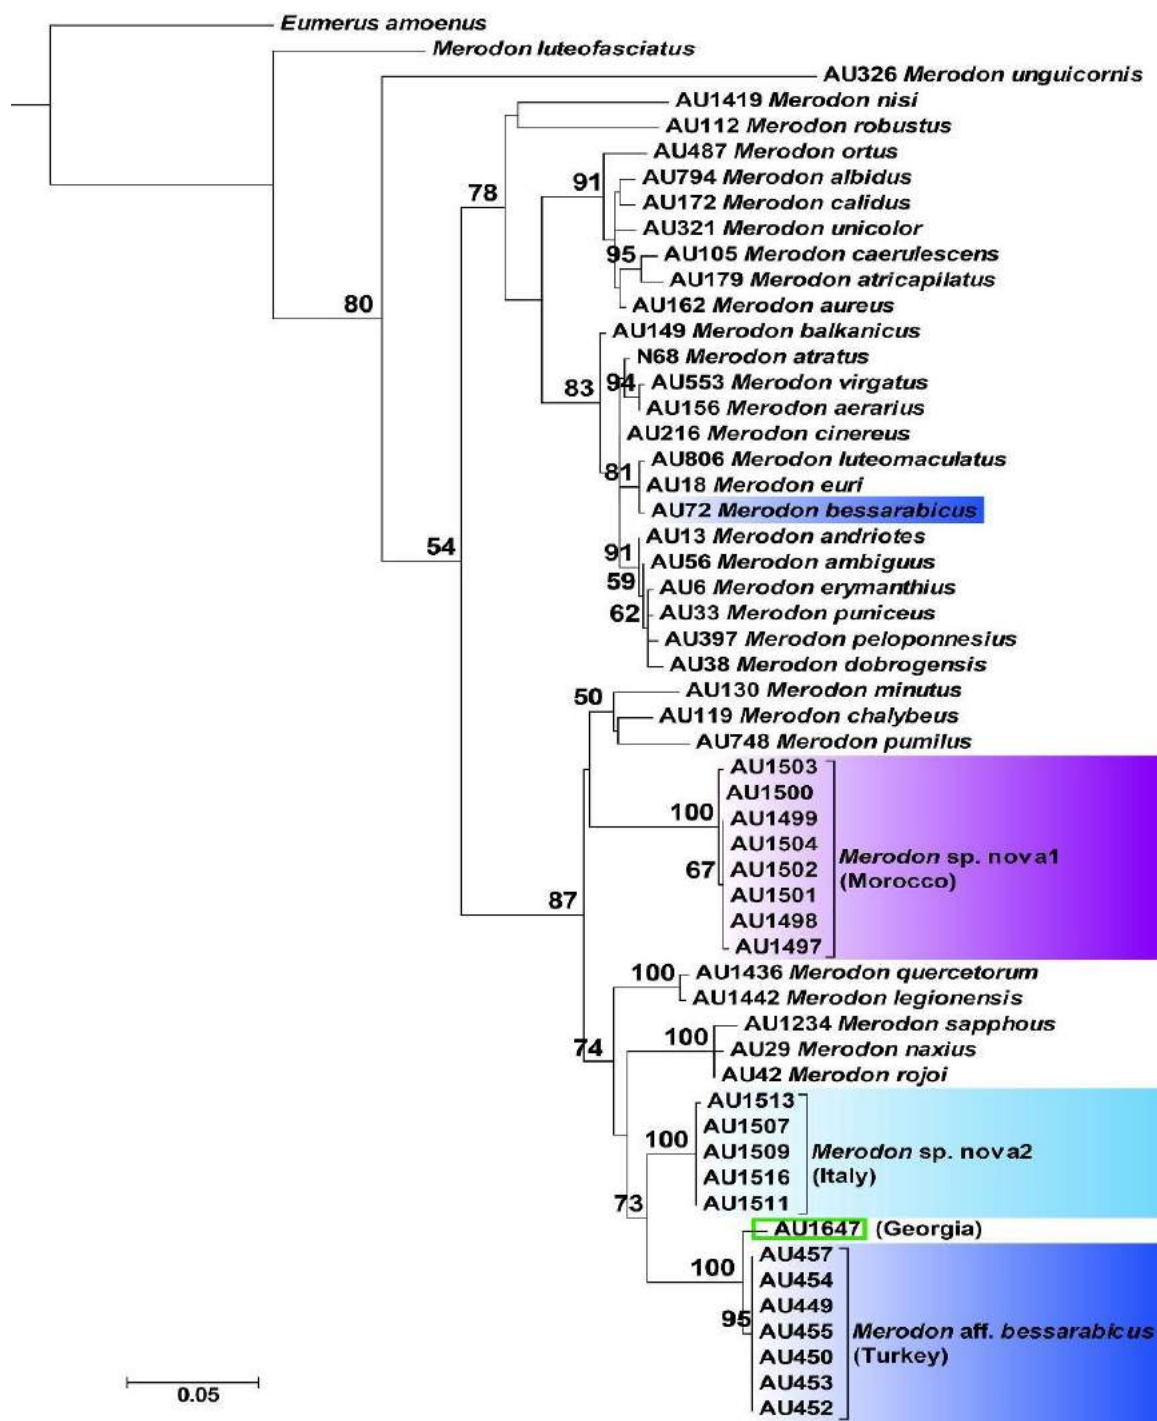 Eumerus amoenus
Merodon luteofasciatus
AU326 Merodon unguicornis
AU1419 Merodon nisi
AU112 Merodon robustus
AU487 Merodon ortus
78
91
AU794 Merodon albidus
AU172 Merodon calidus
AU321 Merodon unicolor
95
AU105 Merodon caerulescens
AU179 Merodon atricapilatus
80
AU162 Merodon aureus
AU149 Merodon balkanicus
N68 Merodon atratus
83
94
AU553 Merodon virgatus
AU156 Merodon aerarius
AU216 Merodon cinereus
AU806 Merodon luteomaculatus
81
AU18 Merodon euri
AU72 Merodon bessarabicus
AU13 Merodon andriotes
54
91
AU56 Merodon ambiguus
59
AU6 Merodon erymanthius
62
AU33 Merodon puniceus
AU397 Merodon peloponnesius
AU38 Merodon dobrogensis
50
AU130 Merodon minutus
AU119 Merodon chalybeus
AU748 Merodon pumilus
AU1503
AU1500
100
AU1499
AU1504
67
AU1502
AU1501
AU1498
AU1497
Merodon sp. nova1
(Morocco)
87
100
AU1436 Merodon quercetorum
AU1442 Merodon legionensis
AU1234 Merodon sapphous
74
100
AU29 Merodon naxius
AU42 Merodon rojoi
AU1513
AU1507
100
AU1509
AU1516
AU1511
Merodon sp. nova2
(Italy)
73
AU1647 (Georgia)
AU457
100
AU454
AU449
95
AU455
AU450
AU453
AU452
Merodon aff. bessarabicus
(Turkey)
0.05